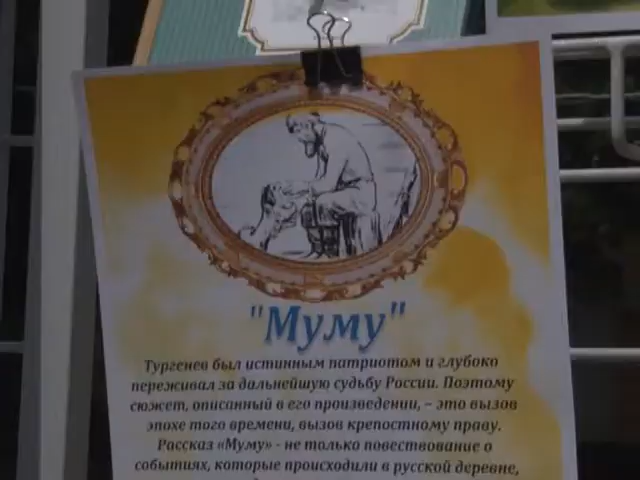 "Муму"
Тургенев был истинным патриотом и глубоко
переживал за дальнейшую судьбу России. Поэтому
сюжет, описанный в его произведении, – это вызов
эпохе того времени, вызов крепостному праву.
Рассказ «Муму» - не только повествование о
событиях, которые происходили в русской деревне,